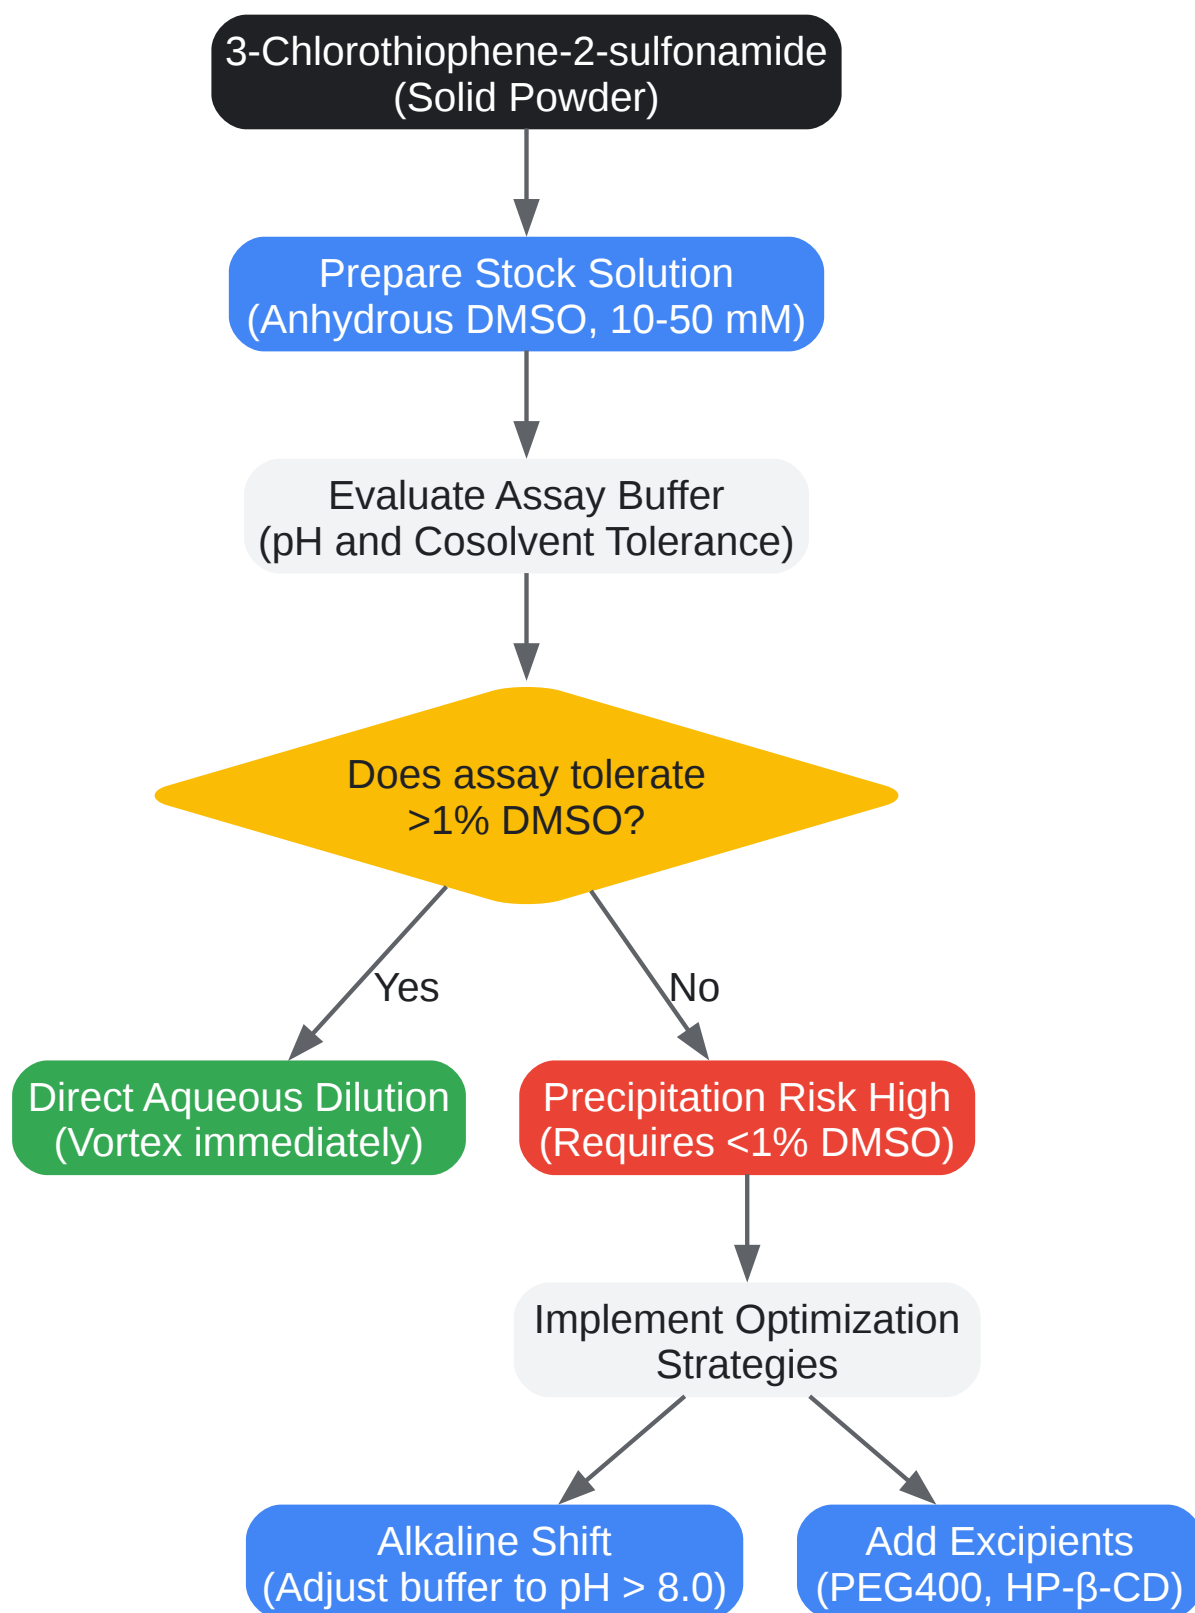 3-Chlorothiophene-2-sulfonamide
(Solid Powder)
Prepare Stock Solution
(Anhydrous DMSO, 10-50 mM)
Evaluate Assay Buffer
(pH and Cosolvent Tolerance)
Does assay tolerate
>1% DMSO?
Yes
No
Direct Aqueous Dilution
(Vortex immediately)
Precipitation Risk High
(Requires <1% DMSO)
Implement Optimization
Strategies
Alkaline Shift
(Adjust buffer to pH > 8.0)
Add Excipients
(PEG400, HP-β-CD)